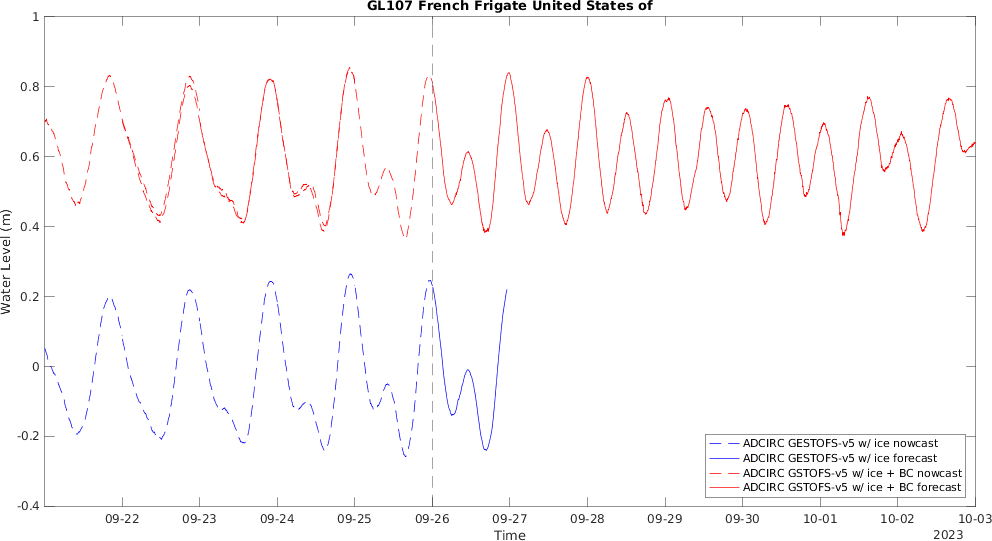 GL107 French Frigate United States of
1
0.8
0.6
0.4
0.2
0
-0.2
-0.4
Water Level (m)
ADCIRC GESTOFS-v5 w/ ice nowcast
ADCIRC GESTOFS-v5 w/ ice forecast
ADCIRC GSTOFS-v5 w/ ice + BC nowcast
ADCIRC GSTOFS-v5 w/ ice + BC forecast
09-22 09-23 09-24 09-25 09-26 09-27 09-28 09-29 09-30 10-01 10-02 10-03
Time
2023